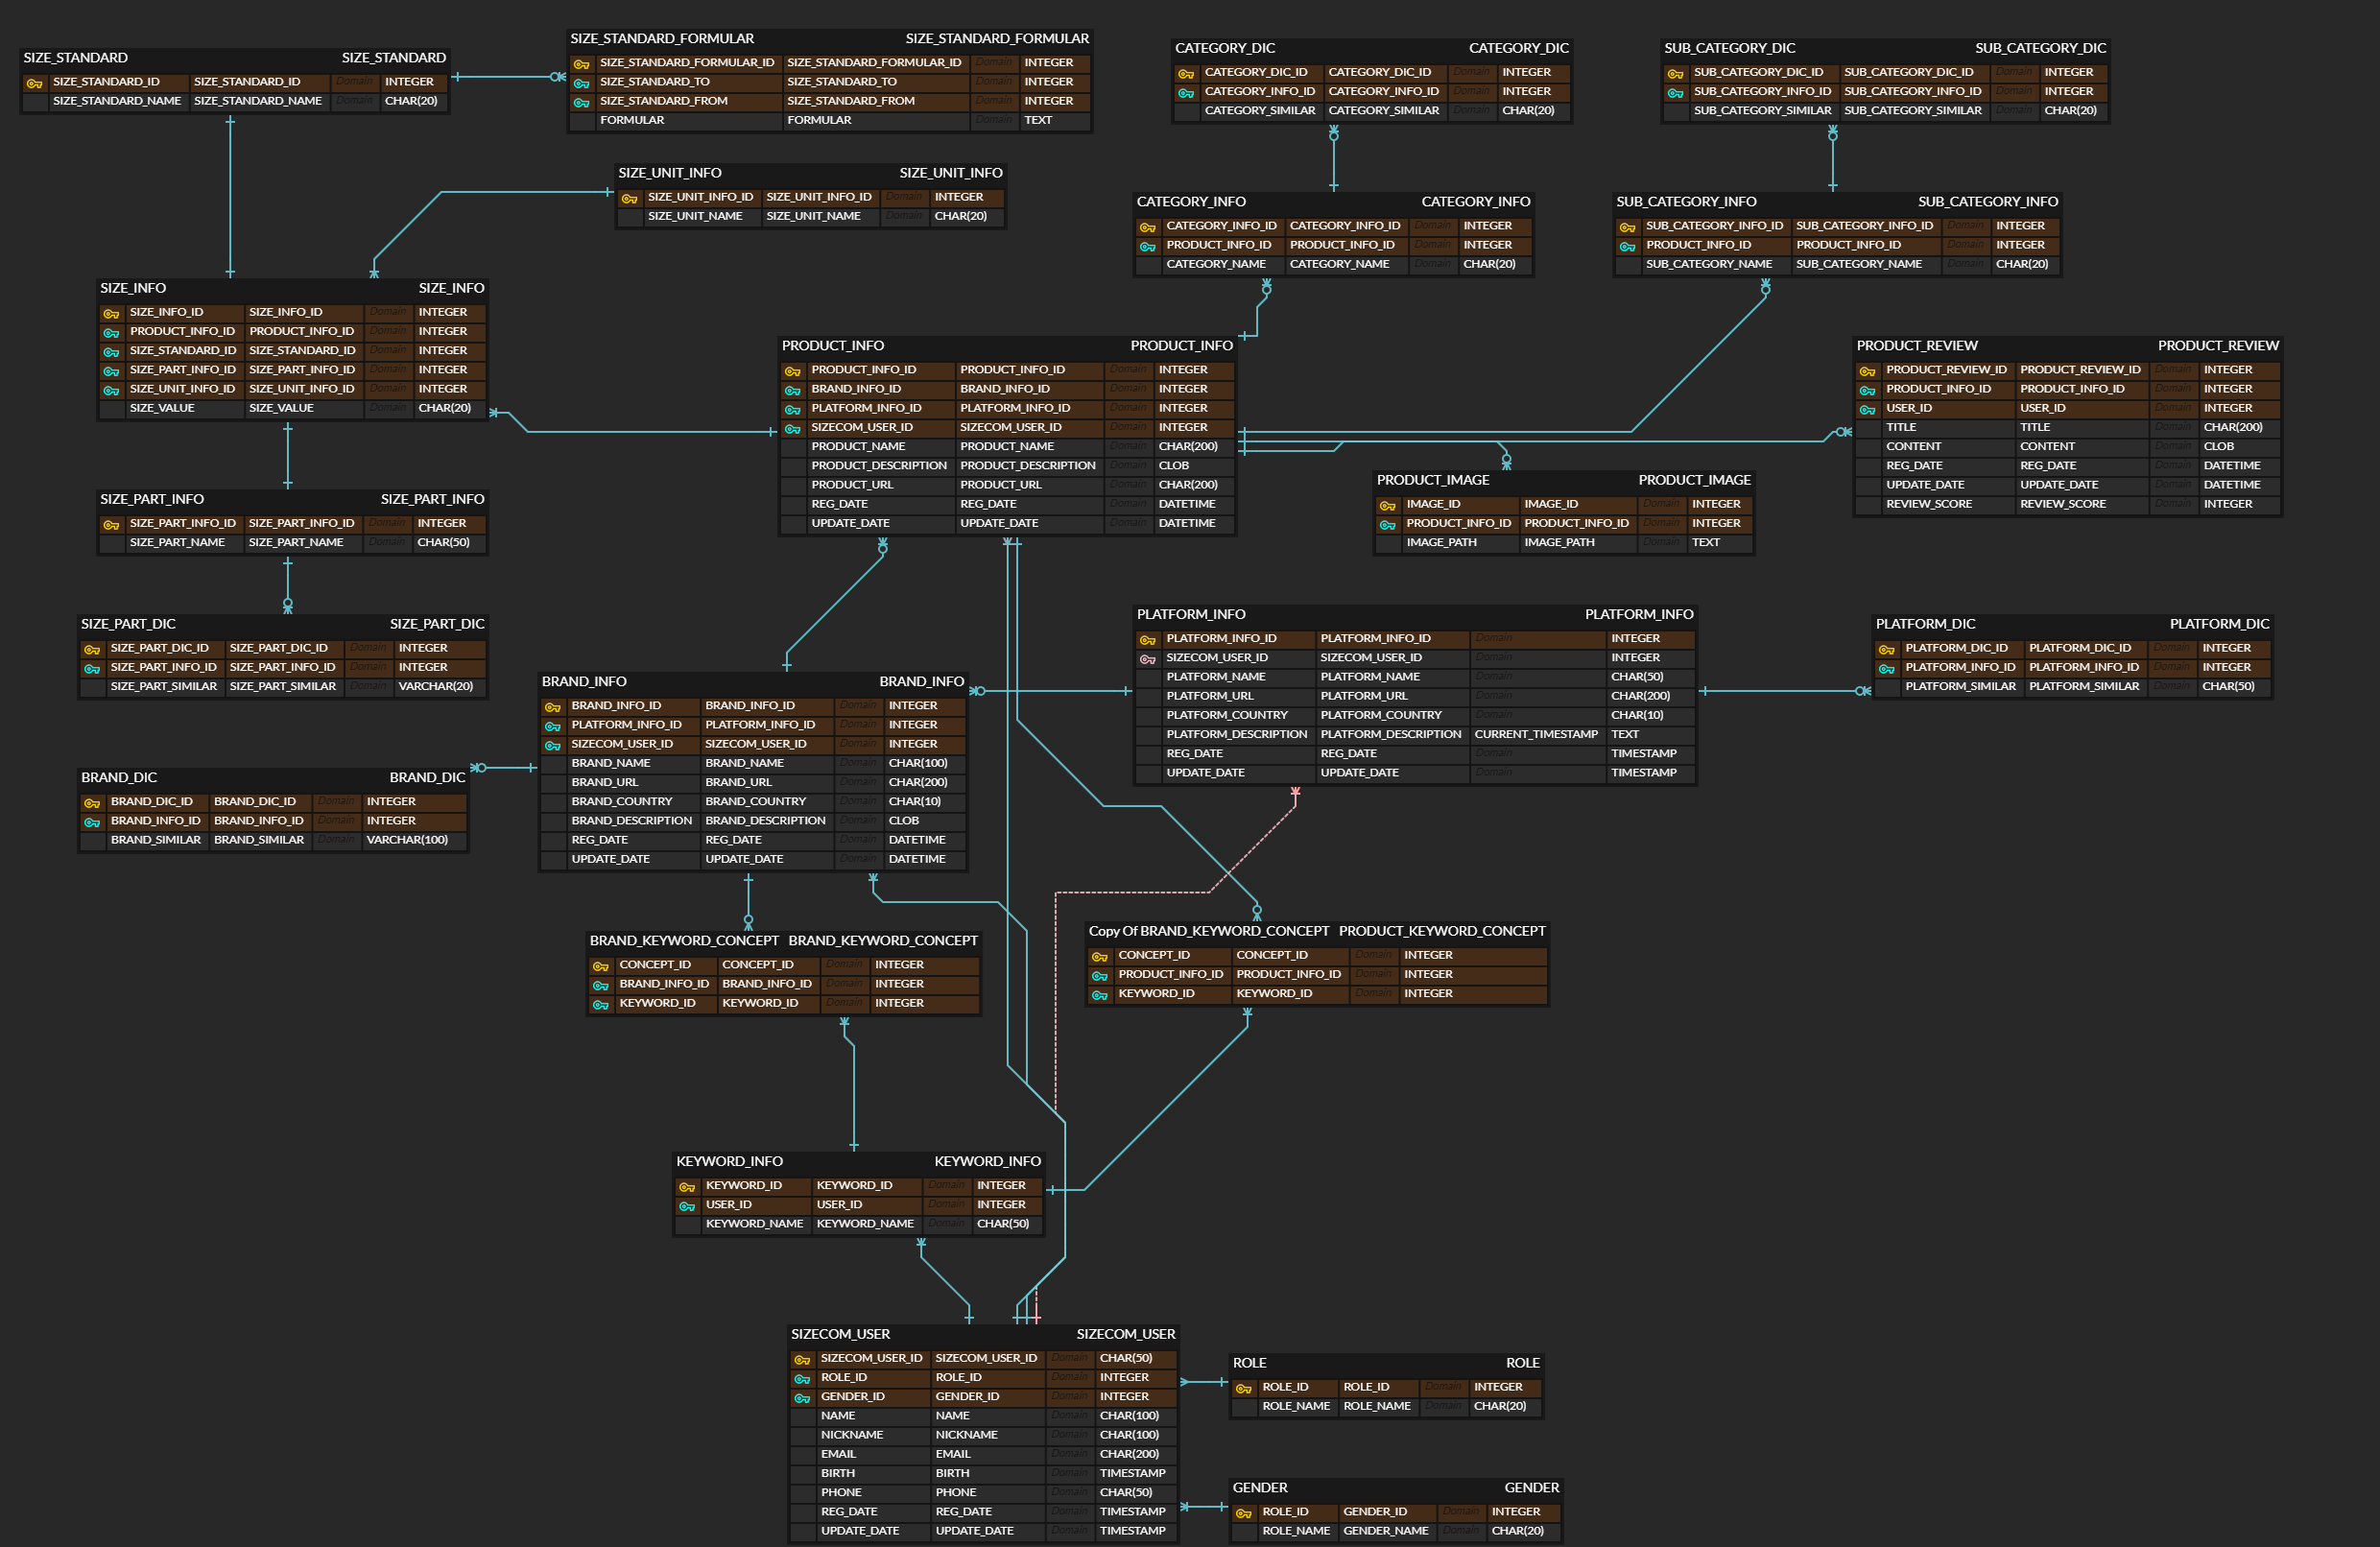 SIZE_STANDARD SIZE_STANDARD
SIZE_STANDARD_ID SIZE_STANDARD_ID Domain INTEGER
SIZE_STANDARD_NAME SIZE_STANDARD_NAME Domain CHAR(20)
SIZE_STANDARD_FORMULAR SIZE_STANDARD_FORMULAR
SIZE_STANDARD_FORMULAR_ID SIZE_STANDARD_FORMULAR_ID Domain INTEGER
SIZE_STANDARD_TO SIZE_STANDARD_TO Domain INTEGER
SIZE_STANDARD_FROM SIZE_STANDARD_FROM Domain INTEGER
FORMULAR FORMULAR Domain TEXT
CATEGORY_DIC CATEGORY_DIC
CATEGORY_DIC_ID CATEGORY_DIC_ID Domain INTEGER
CATEGORY_INFO_ID CATEGORY_INFO_ID Domain INTEGER
CATEGORY_SIMILAR CATEGORY_SIMILAR Domain CHAR(20)
SUB_CATEGORY_DIC SUB_CATEGORY_DIC
SUB_CATEGORY_DIC_ID SUB_CATEGORY_DIC_ID Domain INTEGER
SUB_CATEGORY_INFO_ID SUB_CATEGORY_INFO_ID Domain INTEGER
SUB_CATEGORY_SIMILAR SUB_CATEGORY_SIMILAR Domain CHAR(20)
SIZE_UNIT_INFO SIZE_UNIT_INFO
SIZE_UNIT_INFO_ID SIZE_UNIT_INFO_ID Domain INTEGER
SIZE_UNIT_NAME SIZE_UNIT_NAME Domain CHAR(20)
CATEGORY_INFO CATEGORY_INFO
CATEGORY_INFO_ID CATEGORY_INFO_ID Domain INTEGER
PRODUCT_INFO_ID PRODUCT_INFO_ID Domain INTEGER
CATEGORY_NAME CATEGORY_NAME Domain CHAR(20)
SUB_CATEGORY_INFO SUB_CATEGORY_INFO
SUB_CATEGORY_INFO_ID SUB_CATEGORY_INFO_ID Domain INTEGER
PRODUCT_INFO_ID PRODUCT_INFO_ID Domain INTEGER
SUB_CATEGORY_NAME SUB_CATEGORY_NAME Domain CHAR(20)
SIZE_INFO SIZE_INFO
SIZE_INFO_ID SIZE_INFO_ID Domain INTEGER
PRODUCT_INFO_ID PRODUCT_INFO_ID Domain INTEGER
SIZE_STANDARD_ID SIZE_STANDARD_ID Domain INTEGER
SIZE_PART_INFO_ID SIZE_PART_INFO_ID Domain INTEGER
SIZE_UNIT_INFO_ID SIZE_UNIT_INFO_ID Domain INTEGER
SIZE_VALUE SIZE_VALUE Domain CHAR(20)
PRODUCT_INFO PRODUCT_INFO
PRODUCT_INFO_ID PRODUCT_INFO_ID Domain INTEGER
BRAND_INFO_ID BRAND_INFO_ID Domain INTEGER
PLATFORM_INFO_ID PLATFORM_INFO_ID Domain INTEGER
SIZECOM_USER_ID SIZECOM_USER_ID Domain INTEGER
PRODUCT_NAME PRODUCT_NAME Domain CHAR(200)
PRODUCT_DESCRIPTION PRODUCT_DESCRIPTION Domain CLOB
PRODUCT_URL PRODUCT_URL Domain CHAR(200)
REG_DATE REG_DATE Domain DATETIME
UPDATE_DATE UPDATE_DATE Domain DATETIME
PRODUCT_REVIEW PRODUCT_REVIEW
PRODUCT_REVIEW_ID PRODUCT_REVIEW_ID Domain INTEGER
PRODUCT_INFO_ID PRODUCT_INFO_ID Domain INTEGER
USER_ID USER_ID Domain INTEGER
TITLE TITLE Domain CHAR(200)
CONTENT CONTENT Domain CLOB
REG_DATE REG_DATE Domain DATETIME
UPDATE_DATE UPDATE_DATE Domain DATETIME
REVIEW_SCORE REVIEW_SCORE Domain INTEGER
PRODUCT_IMAGE PRODUCT_IMAGE
IMAGE_ID IMAGE_ID Domain INTEGER
PRODUCT_INFO_ID PRODUCT_INFO_ID Domain INTEGER
IMAGE_PATH IMAGE_PATH Domain TEXT
SIZE_PART_INFO SIZE_PART_INFO
SIZE_PART_INFO_ID SIZE_PART_INFO_ID Domain INTEGER
SIZE_PART_NAME SIZE_PART_NAME Domain CHAR(50)
SIZE_PART_DIC SIZE_PART_DIC
SIZE_PART_DIC_ID SIZE_PART_DIC_ID Domain INTEGER
SIZE_PART_INFO_ID SIZE_PART_INFO_ID Domain INTEGER
SIZE_PART_SIMILAR SIZE_PART_SIMILAR Domain VARCHAR(20)
PLATFORM_INFO PLATFORM_INFO
PLATFORM_INFO_ID PLATFORM_INFO_ID Domain INTEGER
SIZECOM_USER_ID SIZECOM_USER_ID Domain INTEGER
PLATFORM_NAME PLATFORM_NAME Domain CHAR(50)
PLATFORM_URL PLATFORM_URL Domain CHAR(200)
PLATFORM_COUNTRY PLATFORM_COUNTRY Domain CHAR(10)
PLATFORM_DESCRIPTION PLATFORM_DESCRIPTION CURRENT_TIMESTAMP TEXT
REG_DATE REG_DATE Domain TIMESTAMP
UPDATE_DATE UPDATE_DATE Domain TIMESTAMP
PLATFORM_DIC PLATFORM_DIC
PLATFORM_DIC_ID PLATFORM_DIC_ID Domain INTEGER
PLATFORM_INFO_ID PLATFORM_INFO_ID Domain INTEGER
PLATFORM_SIMILAR PLATFORM_SIMILAR Domain CHAR(50)
BRAND_INFO BRAND_INFO
BRAND_INFO_ID BRAND_INFO_ID Domain INTEGER
PLATFORM_INFO_ID PLATFORM_INFO_ID Domain INTEGER
SIZECOM_USER_ID SIZECOM_USER_ID Domain INTEGER
BRAND_NAME BRAND_NAME Domain CHAR(100)
BRAND_URL BRAND_URL Domain CHAR(200)
BRAND_COUNTRY BRAND_COUNTRY Domain CHAR(10)
BRAND_DESCRIPTION BRAND_DESCRIPTION Domain CLOB
REG_DATE REG_DATE Domain DATETIME
UPDATE_DATE UPDATE_DATE Domain DATETIME
BRAND_DIC BRAND_DIC
BRAND_DIC_ID BRAND_DIC_ID Domain INTEGER
BRAND_INFO_ID BRAND_INFO_ID Domain INTEGER
BRAND_SIMILAR BRAND_SIMILAR Domain VARCHAR(100)
BRAND_KEYWORD_CONCEPT BRAND_KEYWORD_CONCEPT
CONCEPT_ID CONCEPT_ID Domain INTEGER
BRAND_INFO_ID BRAND_INFO_ID Domain INTEGER
KEYWORD_ID KEYWORD_ID Domain INTEGER
Copy Of BRAND_KEYWORD_CONCEPT PRODUCT_KEYWORD_CONCEPT
CONCEPT_ID CONCEPT_ID Domain INTEGER
PRODUCT_INFO_ID PRODUCT_INFO_ID Domain INTEGER
KEYWORD_ID KEYWORD_ID Domain INTEGER
KEYWORD_INFO KEYWORD_INFO
KEYWORD_ID KEYWORD_ID Domain INTEGER
USER_ID USER_ID Domain INTEGER
KEYWORD_NAME KEYWORD_NAME Domain CHAR(50)
SIZECOM_USER SIZECOM_USER
SIZECOM_USER_ID SIZECOM_USER_ID Domain CHAR(50)
ROLE_ID ROLE_ID Domain INTEGER
GENDER_ID GENDER_ID Domain INTEGER
NAME NAME Domain CHAR(100)
NICKNAME NICKNAME Domain CHAR(100)
EMAIL EMAIL Domain CHAR(200)
BIRTH BIRTH Domain TIMESTAMP
PHONE PHONE Domain CHAR(50)
REG_DATE REG_DATE Domain TIMESTAMP
UPDATE_DATE UPDATE_DATE Domain TIMESTAMP
ROLE ROLE
ROLE_ID ROLE_ID Domain INTEGER
ROLE_NAME ROLE_NAME Domain CHAR(20)
GENDER GENDER
ROLE_ID GENDER_ID Domain INTEGER
ROLE_NAME GENDER_NAME Domain CHAR(20)